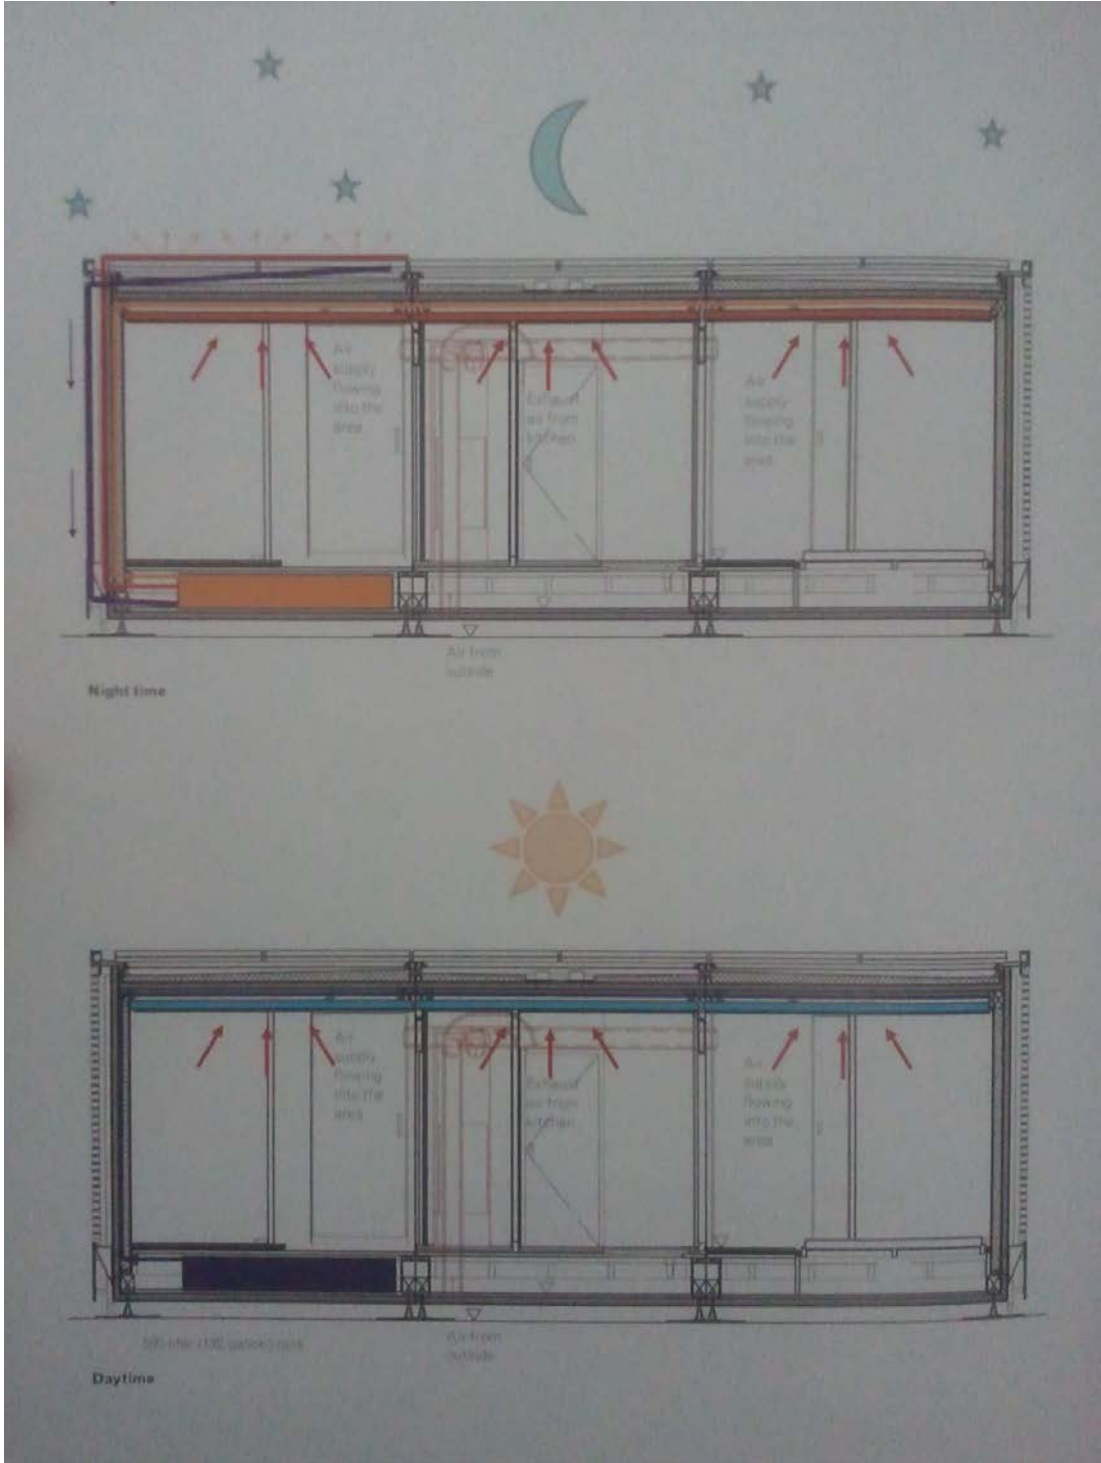 Air
supply
flowing
into the
area
Exhaust
air from
kitchen
Air
supply
flowing
into the
area
Air from
outside
Night time
Air
supply
flowing
into the
area
Exhaust
air from
kitchen
Air
supply
flowing
into the
area
Air from
outside
Daytime